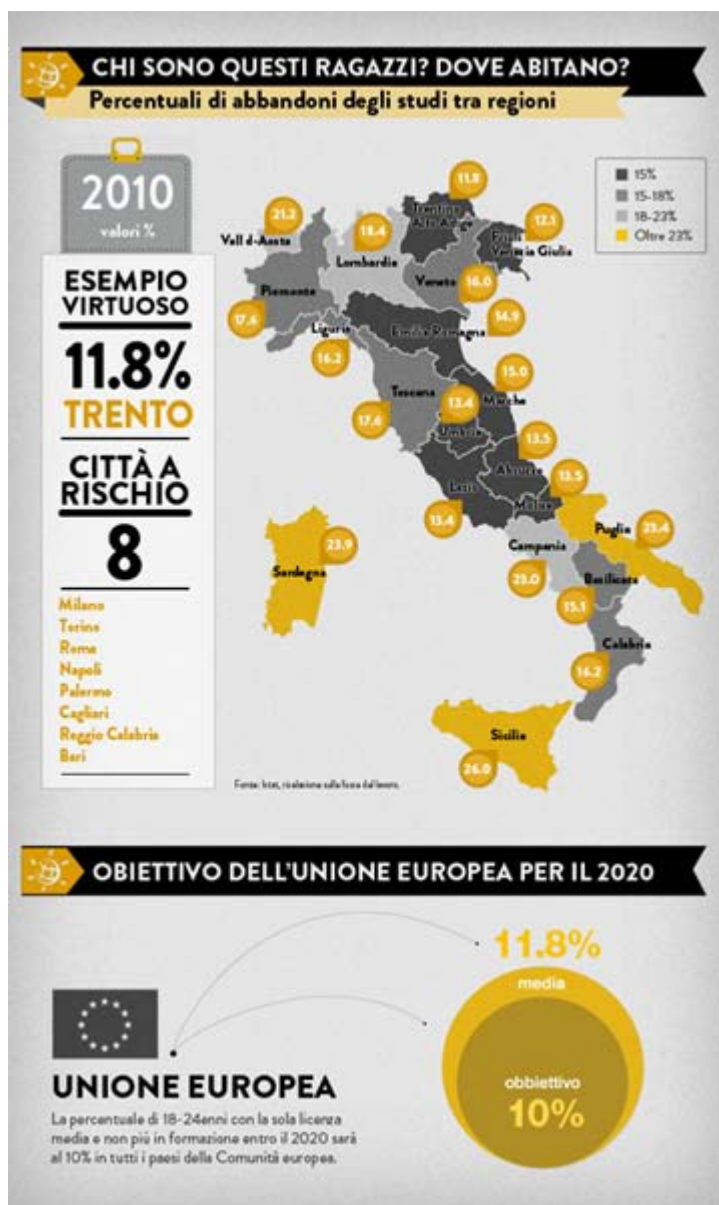 CHI SONO QUESTI RAGAZZI? DOVE ABITANO?
Percentuali di abbandoni degli studi tra regioni
2010
valori %
ESEMPIO
VIRTUOSO
11.8%
TRENTO
CITTÀ A
RISCHIO
8
Milano
Torino
Roma
Napoli
Palermo
Cagliari
Reggio Calabria
Bari
15%
15-18%
18-23%
Oltre 23%
11.8
Trentino
Alto Adige
21.2
Vall d-Aosta
18.4
Lombardia
12.1
Friuli
Venezia Giulia
Veneto
16.0
Piemonte
17.6
Liguria
16.2
Emilia Romagna
14.9
15.0
Marche
Toscana
17.6
13.4
Umbria
13.5
Abruzzo
13.5
Lazio
13.4
Molise
Puglia
23.4
Campania
23.0
Basilicata
15.1
23.9
Sardegna
Calabria
16.2
Sicilia
26.0
Fonte: Istat, rivelazione sulla forza del lavoro.
OBIETTIVO DELL'UNIONE EUROPEA PER IL 2020
11.8%
media
obbiettivo
10%
UNIONE EUROPEA
La percentuale di 18-24enni con la sola licenza
media e non più in formazione entro il 2020 sarà
al 10% in tutti i paesi della Comunità europea.